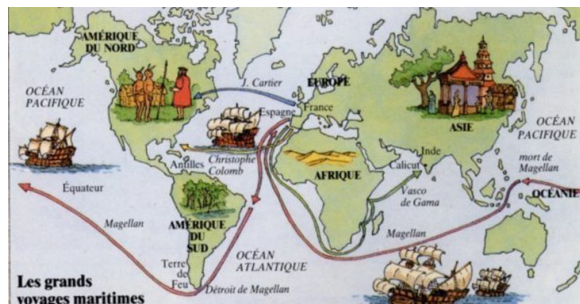 AMÉRIQUE
DU NORD
J. Cartier
EUROPE
OCÉAN
PACIFIQUE
Espagne
France
ASIE
OCÉAN
PACIFIQUE
Antilles
Christophe
Colomb
AFRIQUE
Inde
Calicut
mort de
Magellan
Équateur
Vasco
de Gama
OCÉANIE
Magellan
AMÉRIQUE
DU
SUD
Magellan
OCÉAN
ATLANTIQUE
Terre
de
Feu
Détroit de Magellan
Les grands
voyages maritimes